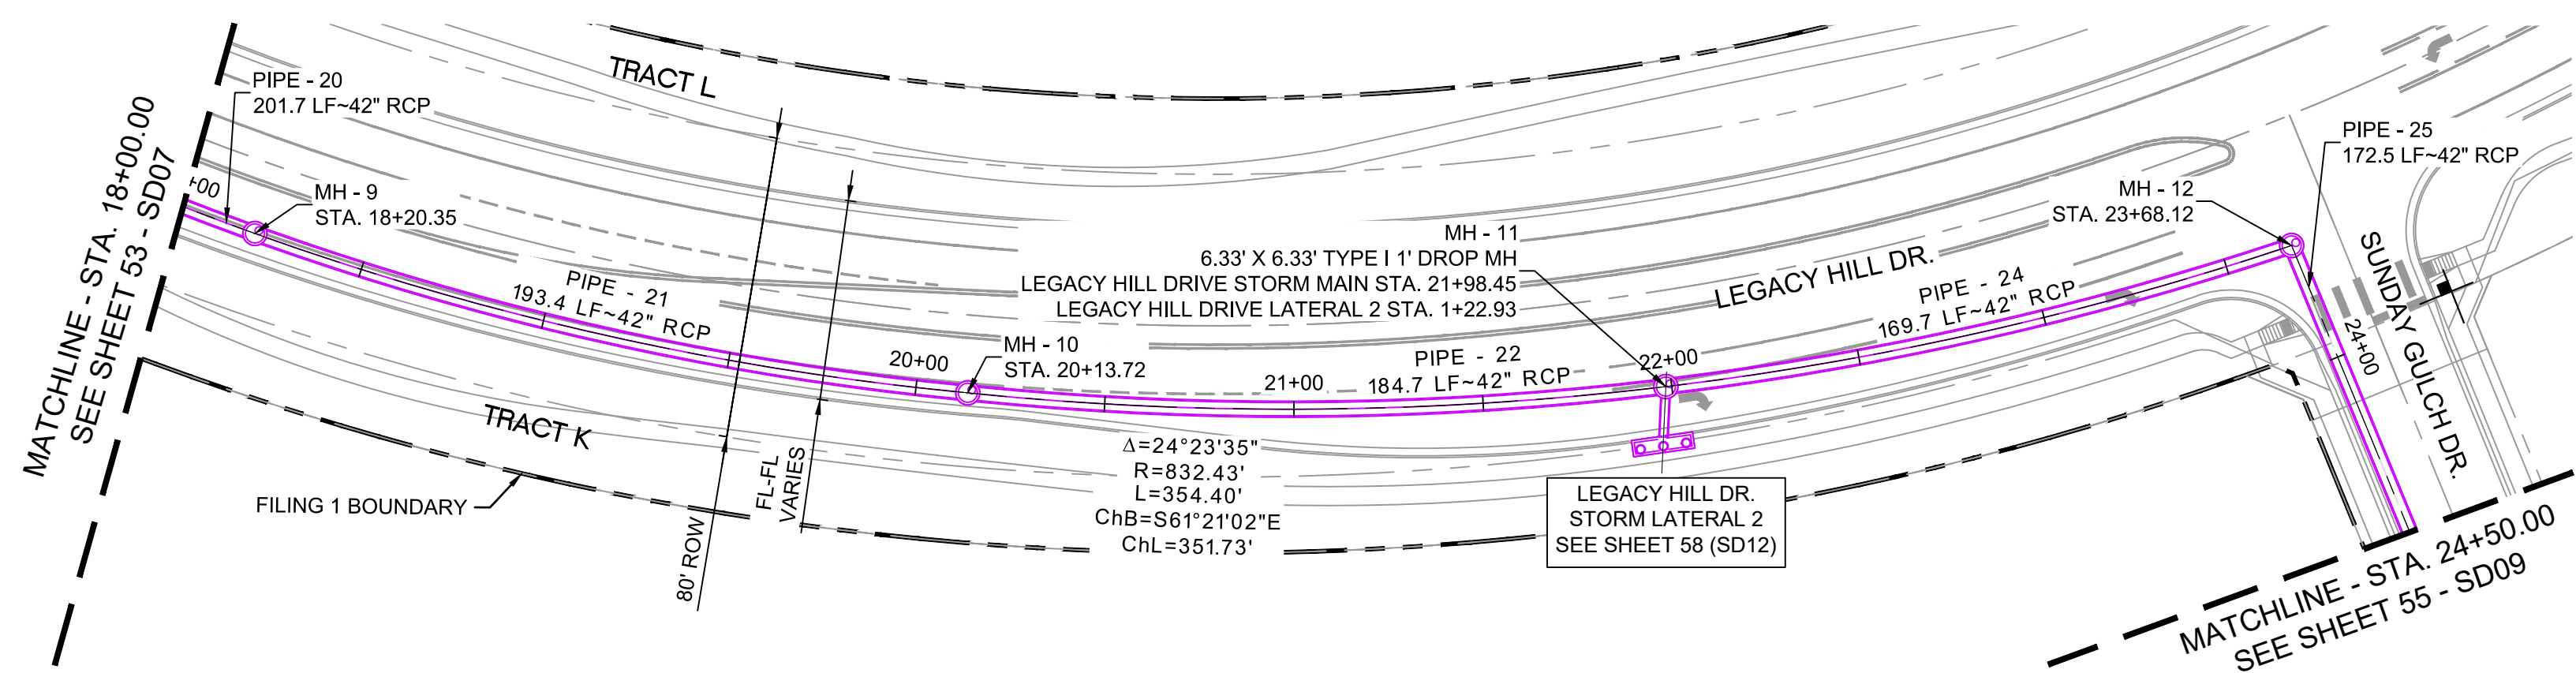 MATCHLINE - STA. 18+00.00
SEE SHEET 53 - SD07
PIPE - 20
201.7 LF~42" RCP
+00
MH - 9
STA. 18+20.35
TRACT L
PIPE - 21
193.4 LF~42" RCP
TRACT K
FILING 1 BOUNDARY
80' ROW
FL-FL
VARIES
20+00
MH - 10
STA. 20+13.72
MH - 11
6.33' X 6.33' TYPE I 1' DROP MH
LEGACY HILL DRIVE STORM MAIN STA. 21+98.45
LEGACY HILL DRIVE LATERAL 2 STA. 1+22.93
21+00
PIPE - 22
184.7 LF~42" RCP
22+00
Δ=24°23'35"
R=832.43'
L=354.40'
ChB=S61°21'02"E
ChL=351.73'
LEGACY HILL DR.
STORM LATERAL 2
SEE SHEET 58 (SD12)
LEGACY HILL DR.
PIPE - 24
169.7 LF~42" RCP
MH - 12
STA. 23+68.12
PIPE - 25
172.5 LF~42" RCP
SUNDAY GULCH DR.
24+00
MATCHLINE - STA. 24+50.00
SEE SHEET 55 - SD09